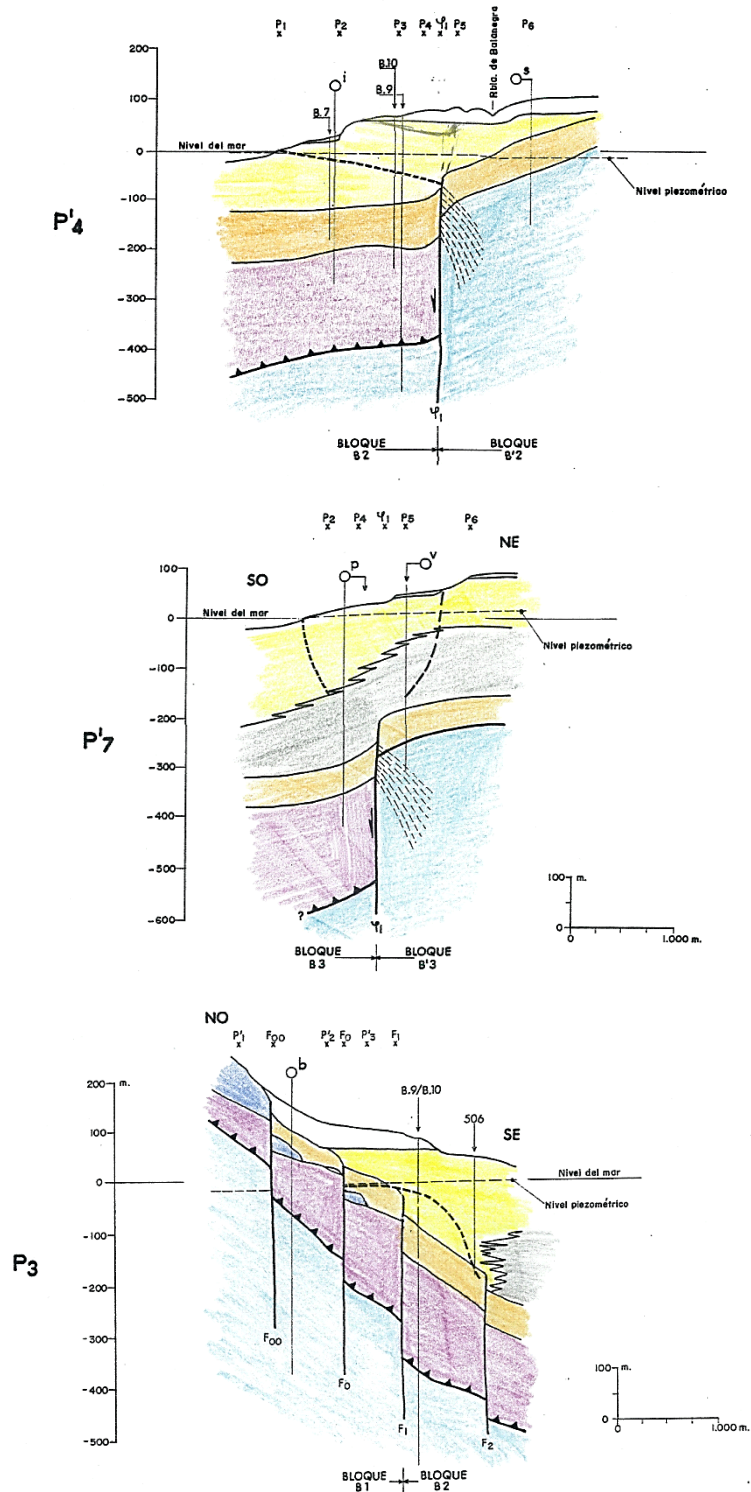 P1 P2 P3 P4 φ1 P5 P6
Rbla. de Balanegra
200
100
0
-100
-200
-300
-400
-500
P'4
B.7
i
B.10
B.9
s
Nivel del mar
Nivel piezométrico
φ1
BLOQUE B2
BLOQUE B'2
P2 P4 φ1 P5 P6
SO
NE
p
v
100
0
-100
-200
-300
-400
-500
-600
P'7
Nivel del mar
Nivel piezométrico
?
φ1
BLOQUE B3
BLOQUE B'3
100 m.
0
0 1.000 m.
NO
P'1 F00 P'2 F0 P'3 F1
b
B.9/B.10
506
SE
200 m.
100
0
-100
-200
-300
-400
-500
P3
Nivel del mar
Nivel piezométrico
F00
F0
F1
F2
BLOQUE B1
BLOQUE B2
100 m.
0
0 1.000 m.